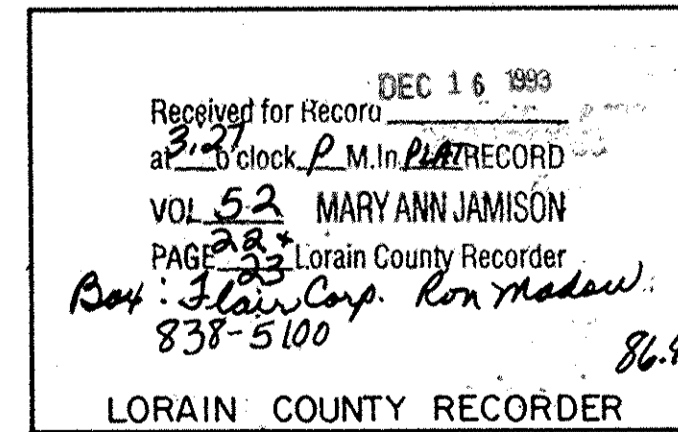 DEC 16 1993
Received for Record
at 3:27 o'clock P M. In PLAT RECORD
VOL 52 MARY ANN JAMISON
PAGE 22 + 23 Lorain County Recorder
Box : Flair Corp. Ron
838-5100
LORAIN COUNTY RECORDER